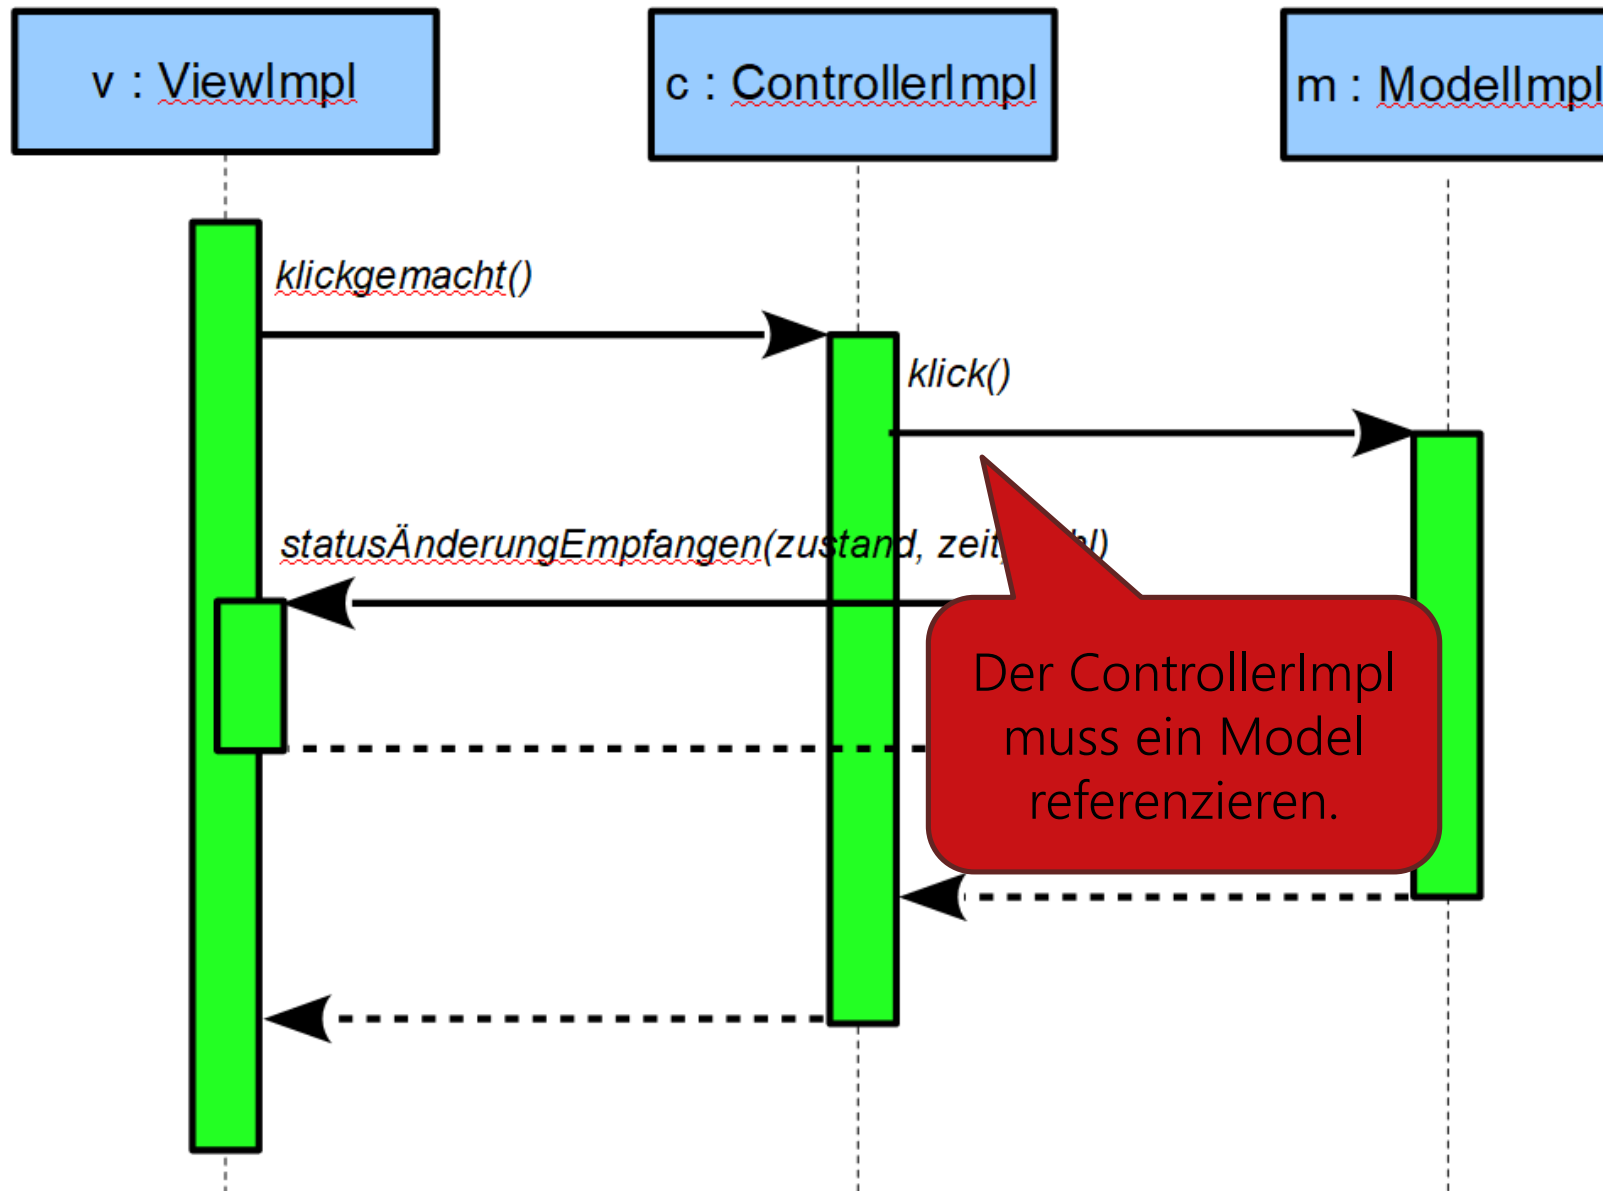 v : ViewImpl
c : ControllerImpl
m : ModelImpl
klickgemacht()
klick()
statusÄnderungEmpfangen(zustand, zeit,
Der ControllerImpl
muss ein Model
referenzieren.